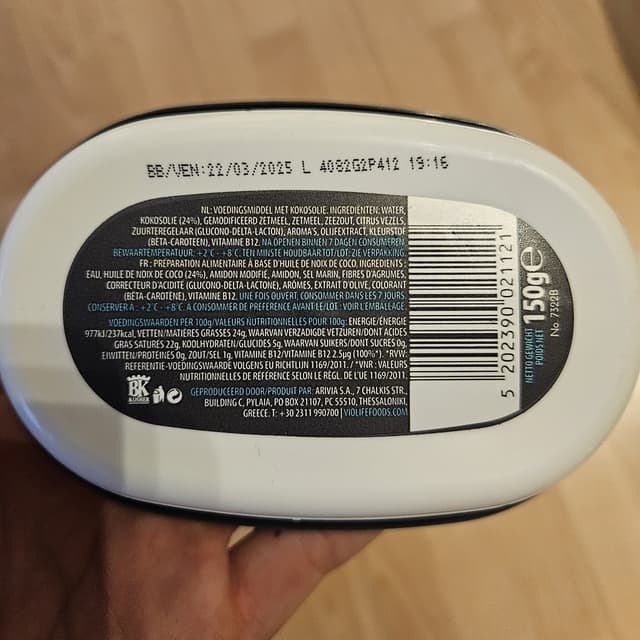 BB/VEN:22/03/2025 L 4082G2P412 19:16
NL: VOEDINGSMIDDEL MET KOKOSOLIE. INGREDIËNTEN: WATER,
KOKOSOLIE (24%), GEMODIFICEERD ZETMEEL, ZETMEEL, ZEEZOUT, CITRUS VEZELS,
ZUURTEREGELAAR (GLUCONO-DELTA-LACTON), AROMA'S, OLIJFEXTRACT, KLEURSTOF
(BÈTA-CAROTEEN), VITAMINE B12. NA OPENEN BINNEN 7 DAGEN CONSUMEREN.
BEWAARTEMPERATUUR: +2˚C - +8˚C. TEN MINSTE HOUDBAAR TOT/LOT: ZIE VERPAKKING.
FR : PRÉPARATION ALIMENTAIRE À BASE D'HUILE DE NOIX DE COCO. INGRÉDIENTS :
EAU, HUILE DE NOIX DE COCO (24%), AMIDON MODIFIÉ, AMIDON, SEL MARIN, FIBRES D'AGRUMES,
CORRECTEUR D'ACIDITÉ (GLUCONO-DELTA-LACTONE), ARÔMES, EXTRAIT D'OLIVE, COLORANT
(BÊTA-CAROTÈNE), VITAMINE B12. UNE FOIS OUVERT, CONSOMMER DANS LES 7 JOURS.
CONSERVER À : +2˚C - +8˚C. À CONSOMMER DE PRÉFÉRENCE AVANT LE/LOT : VOIR L'EMBALLAGE.
VOEDINGSWAARDEN PER 100g/VALEURS NUTRITIONNELLES POUR 100g: ENERGIE/ÉNERGIE
977kJ/237kcal, VETTEN/MATIÈRES GRASSES 24g, WAARVAN VERZADIGDE VETZUREN/DONT ACIDES
GRAS SATURÉS 22g, KOOLHYDRATEN/GLUCIDES 5g, WAARVAN SUIKERS/DONT SUCRES 0g,
EIWITTEN/PROTÉINES 0g, ZOUT/SEL 1g, VITAMINE B12/VITAMINE B12 2.5µg (100%*). *RVW:
REFERENTIE-VOEDINGSWAARDE VOLGENS EU RICHTLIJN 1169/2011. / *VNR : VALEURS
NUTRITIONNELLES DE RÉFÉRENCE SELON LE RÈGL. DE L'UE 1169/2011.
GEPRODUCEERD DOOR/PRODUIT PAR: ARIVIA S.A., 7 CHALKIS STR.,
BUILDING C, PYLAIA, PO BOX 21107, PC 55510, THESSALONIKI,
GREECE. T: +30 2311 990700 | VIOLIFEFOODS.COM
BK
5 202390 021121
NETTO GEWICHT
POIDS NET
150g e
No. 7322B